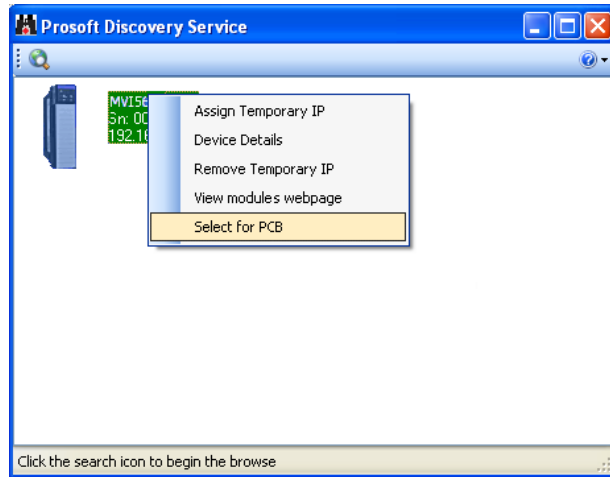 Prosoft Discovery Service
MVI56
Sn: 00
192.16
Assign Temporary IP
Device Details
Remove Temporary IP
View modules webpage
Select for PCB
Click the search icon to begin the browse